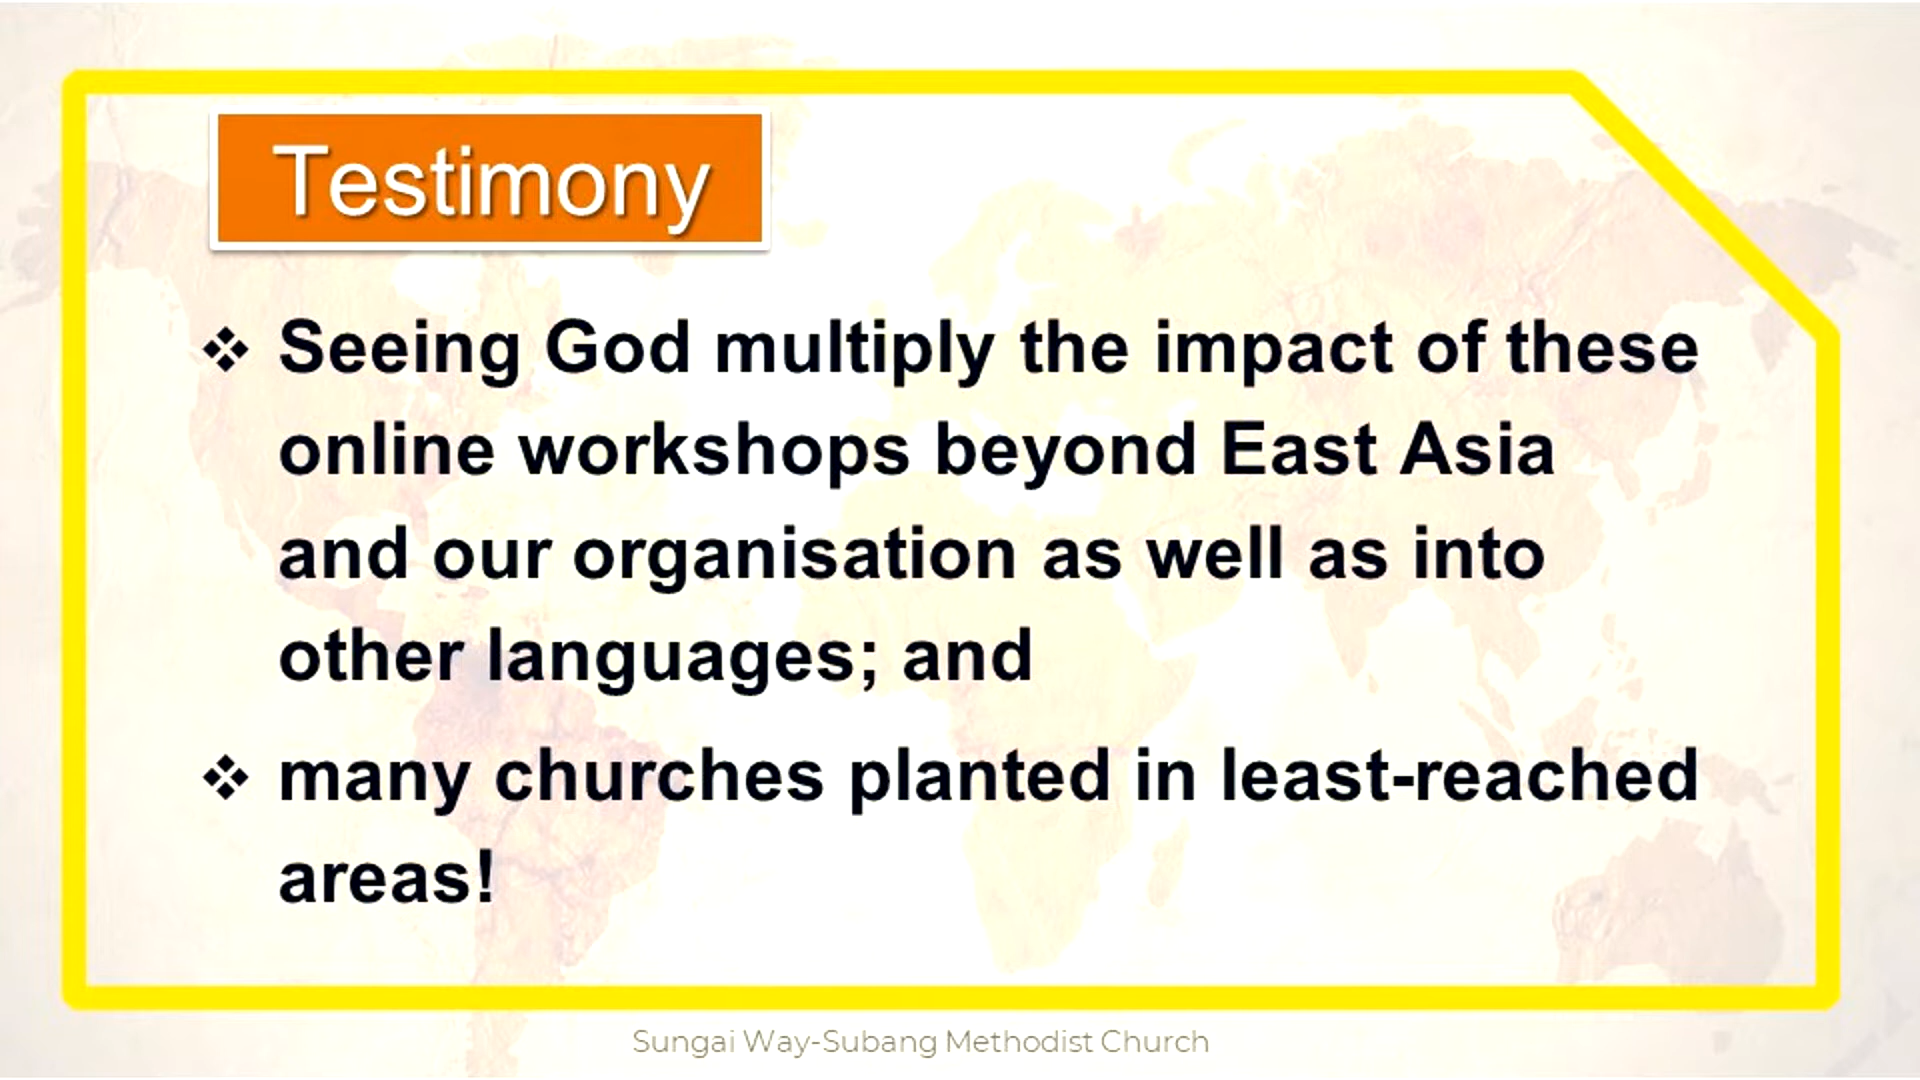 Testimony
❖ Seeing God multiply the impact of these
online workshops beyond East Asia
and our organisation as well as into
other languages; and
❖ many churches planted in least-reached
areas!
Sungai Way-Subang Methodist Church